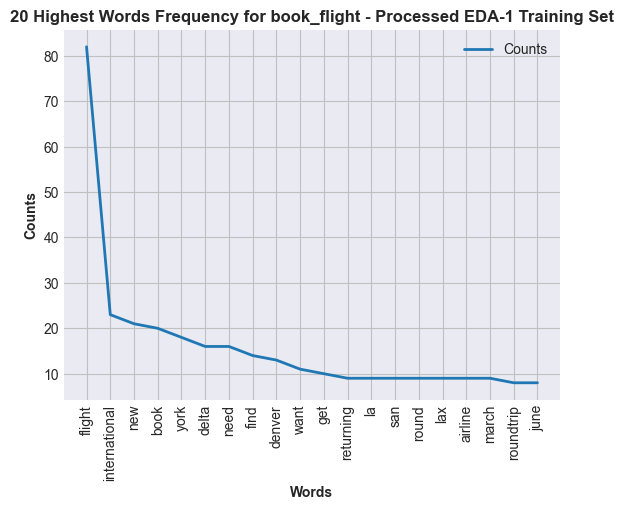 20 Highest Words Frequency for book_flight - Processed EDA-1 Training Set
Counts
80
70
60
50
40
30
20
10
Counts
flight
international
new
book
york
delta
need
find
denver
want
get
returning
la
san
round
lax
airline
march
roundtrip
june
Words